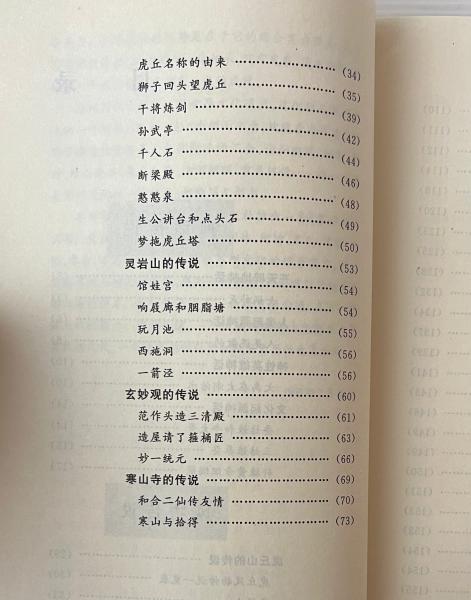 虎丘名称的由来 ……………… (34)
狮子回头望虎丘 ……………… (35)
干将炼剑 ……………………… (39)
孙武亭 ………………………… (42)
千人石 ………………………… (44)
断梁殿 ………………………… (46)
憨憨泉 ………………………… (48)
生公讲台和点头石 …………… (49)
梦拖虎丘塔 …………………… (50)
灵岩山的传说 ………………… (53)
馆娃宫 ………………………… (54)
响屐廊和胭脂塘 ……………… (54)
玩月池 ………………………… (55)
西施洞 ………………………… (56)
一箭泾 ………………………… (56)
玄妙观的传说 ………………… (60)
范作头造三清殿 ……………… (61)
造屋请了箍桶匠 ……………… (63)
妙一统元 ……………………… (66)
寒山寺的传说 ………………… (69)
和合二仙传友情 ……………… (70)
寒山与拾得 …………………… (73)